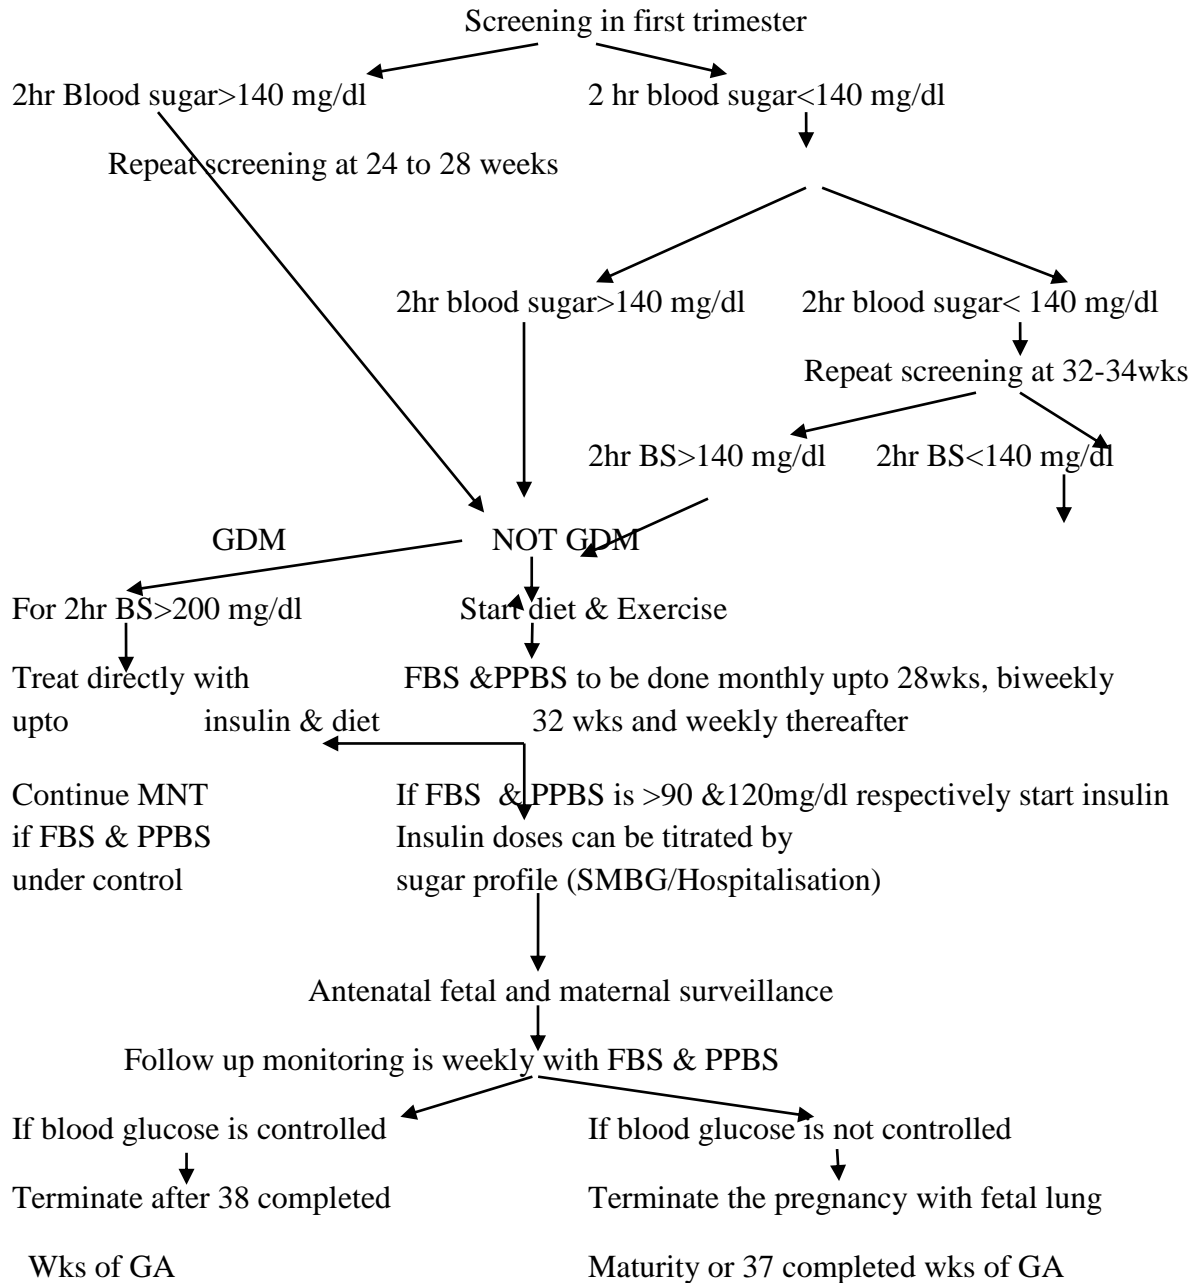 Screening in first trimester
2hr Blood sugar>140 mg/dl 2 hr blood sugar<140 mg/dl
Repeat screening at 24 to 28 weeks
2hr blood sugar>140 mg/dl 2hr blood sugar< 140 mg/dl
Repeat screening at 32-34wks
2hr BS>140 mg/dl 2hr BS<140 mg/dl
GDM NOT GDM
For 2hr BS>200 mg/dl Start diet & Exercise
Treat directly with FBS &PPBS to be done monthly upto 28wks, biweekly
upto insulin & diet 32 wks and weekly thereafter
Continue MNT If FBS & PPBS is >90 &120mg/dl respectively start insulin
if FBS & PPBS Insulin doses can be titrated by
under control sugar profile (SMBG/Hospitalisation)
Antenatal fetal and maternal surveillance
Follow up monitoring is weekly with FBS & PPBS
If blood glucose is controlled If blood glucose is not controlled
Terminate after 38 completed Terminate the pregnancy with fetal lung
Wks of GA Maturity or 37 completed wks of GA